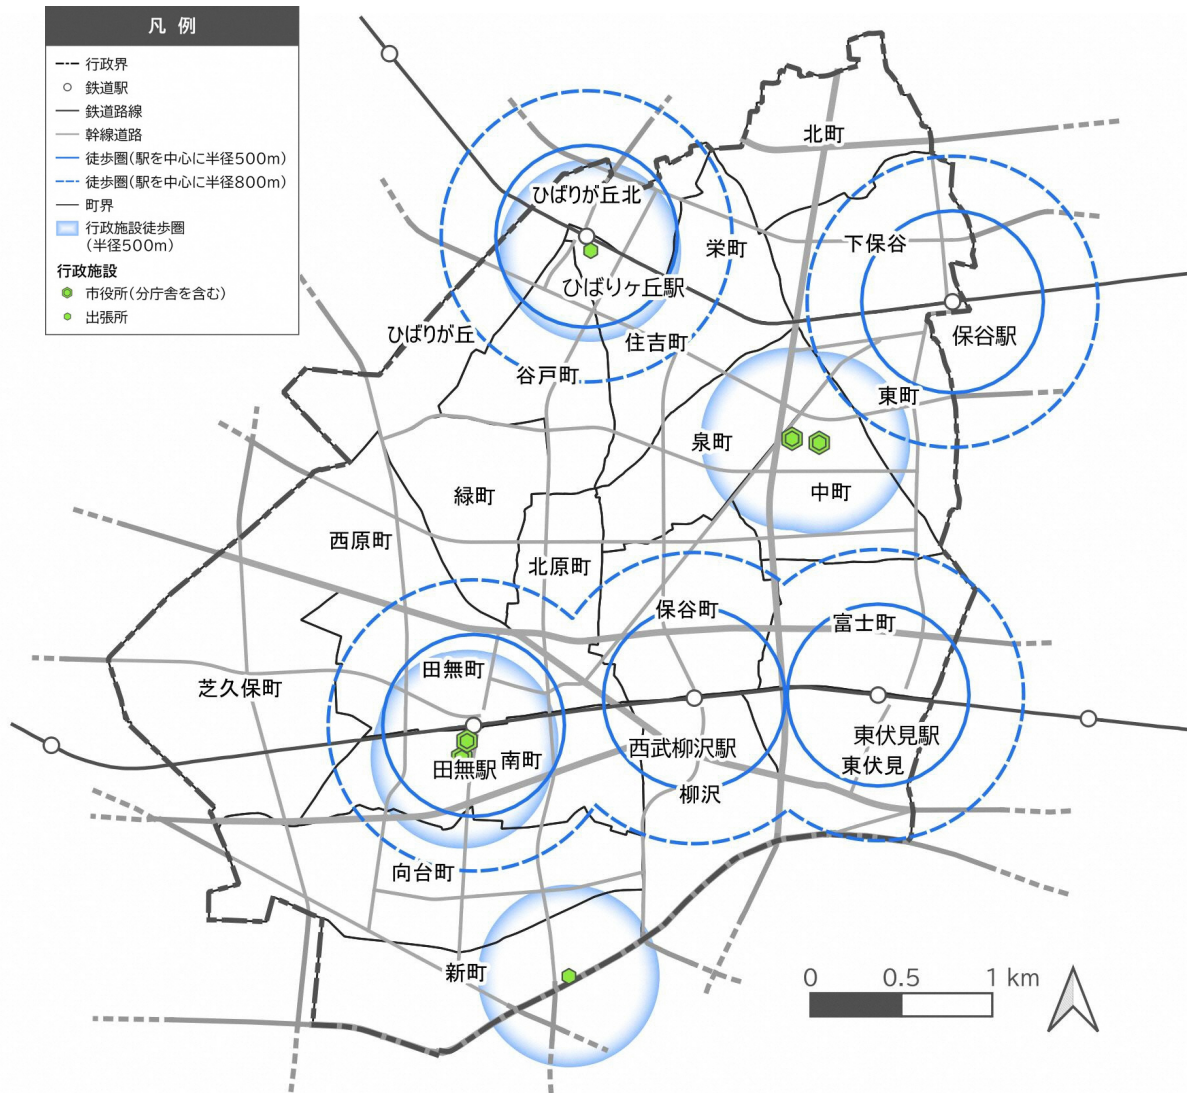 凡 例
行政界
鉄道駅
鉄道路線
幹線道路
徒歩圏(駅を中心に半径500m)
徒歩圏(駅を中心に半径800m)
町界
行政施設徒歩圏
(半径500m)
行政施設
市役所(分庁舎を含む)
出張所
北町
ひばりが丘北
栄町
下保谷
ひばりヶ丘駅
ひばりが丘
住吉町
保谷駅
谷戸町
東町
泉町
中町
緑町
西原町
北原町
保谷町
富士町
田無町
芝久保町
西武柳沢駅
東伏見駅
田無駅
南町
東伏見
柳沢
向台町
新町
0 0.5 1 km